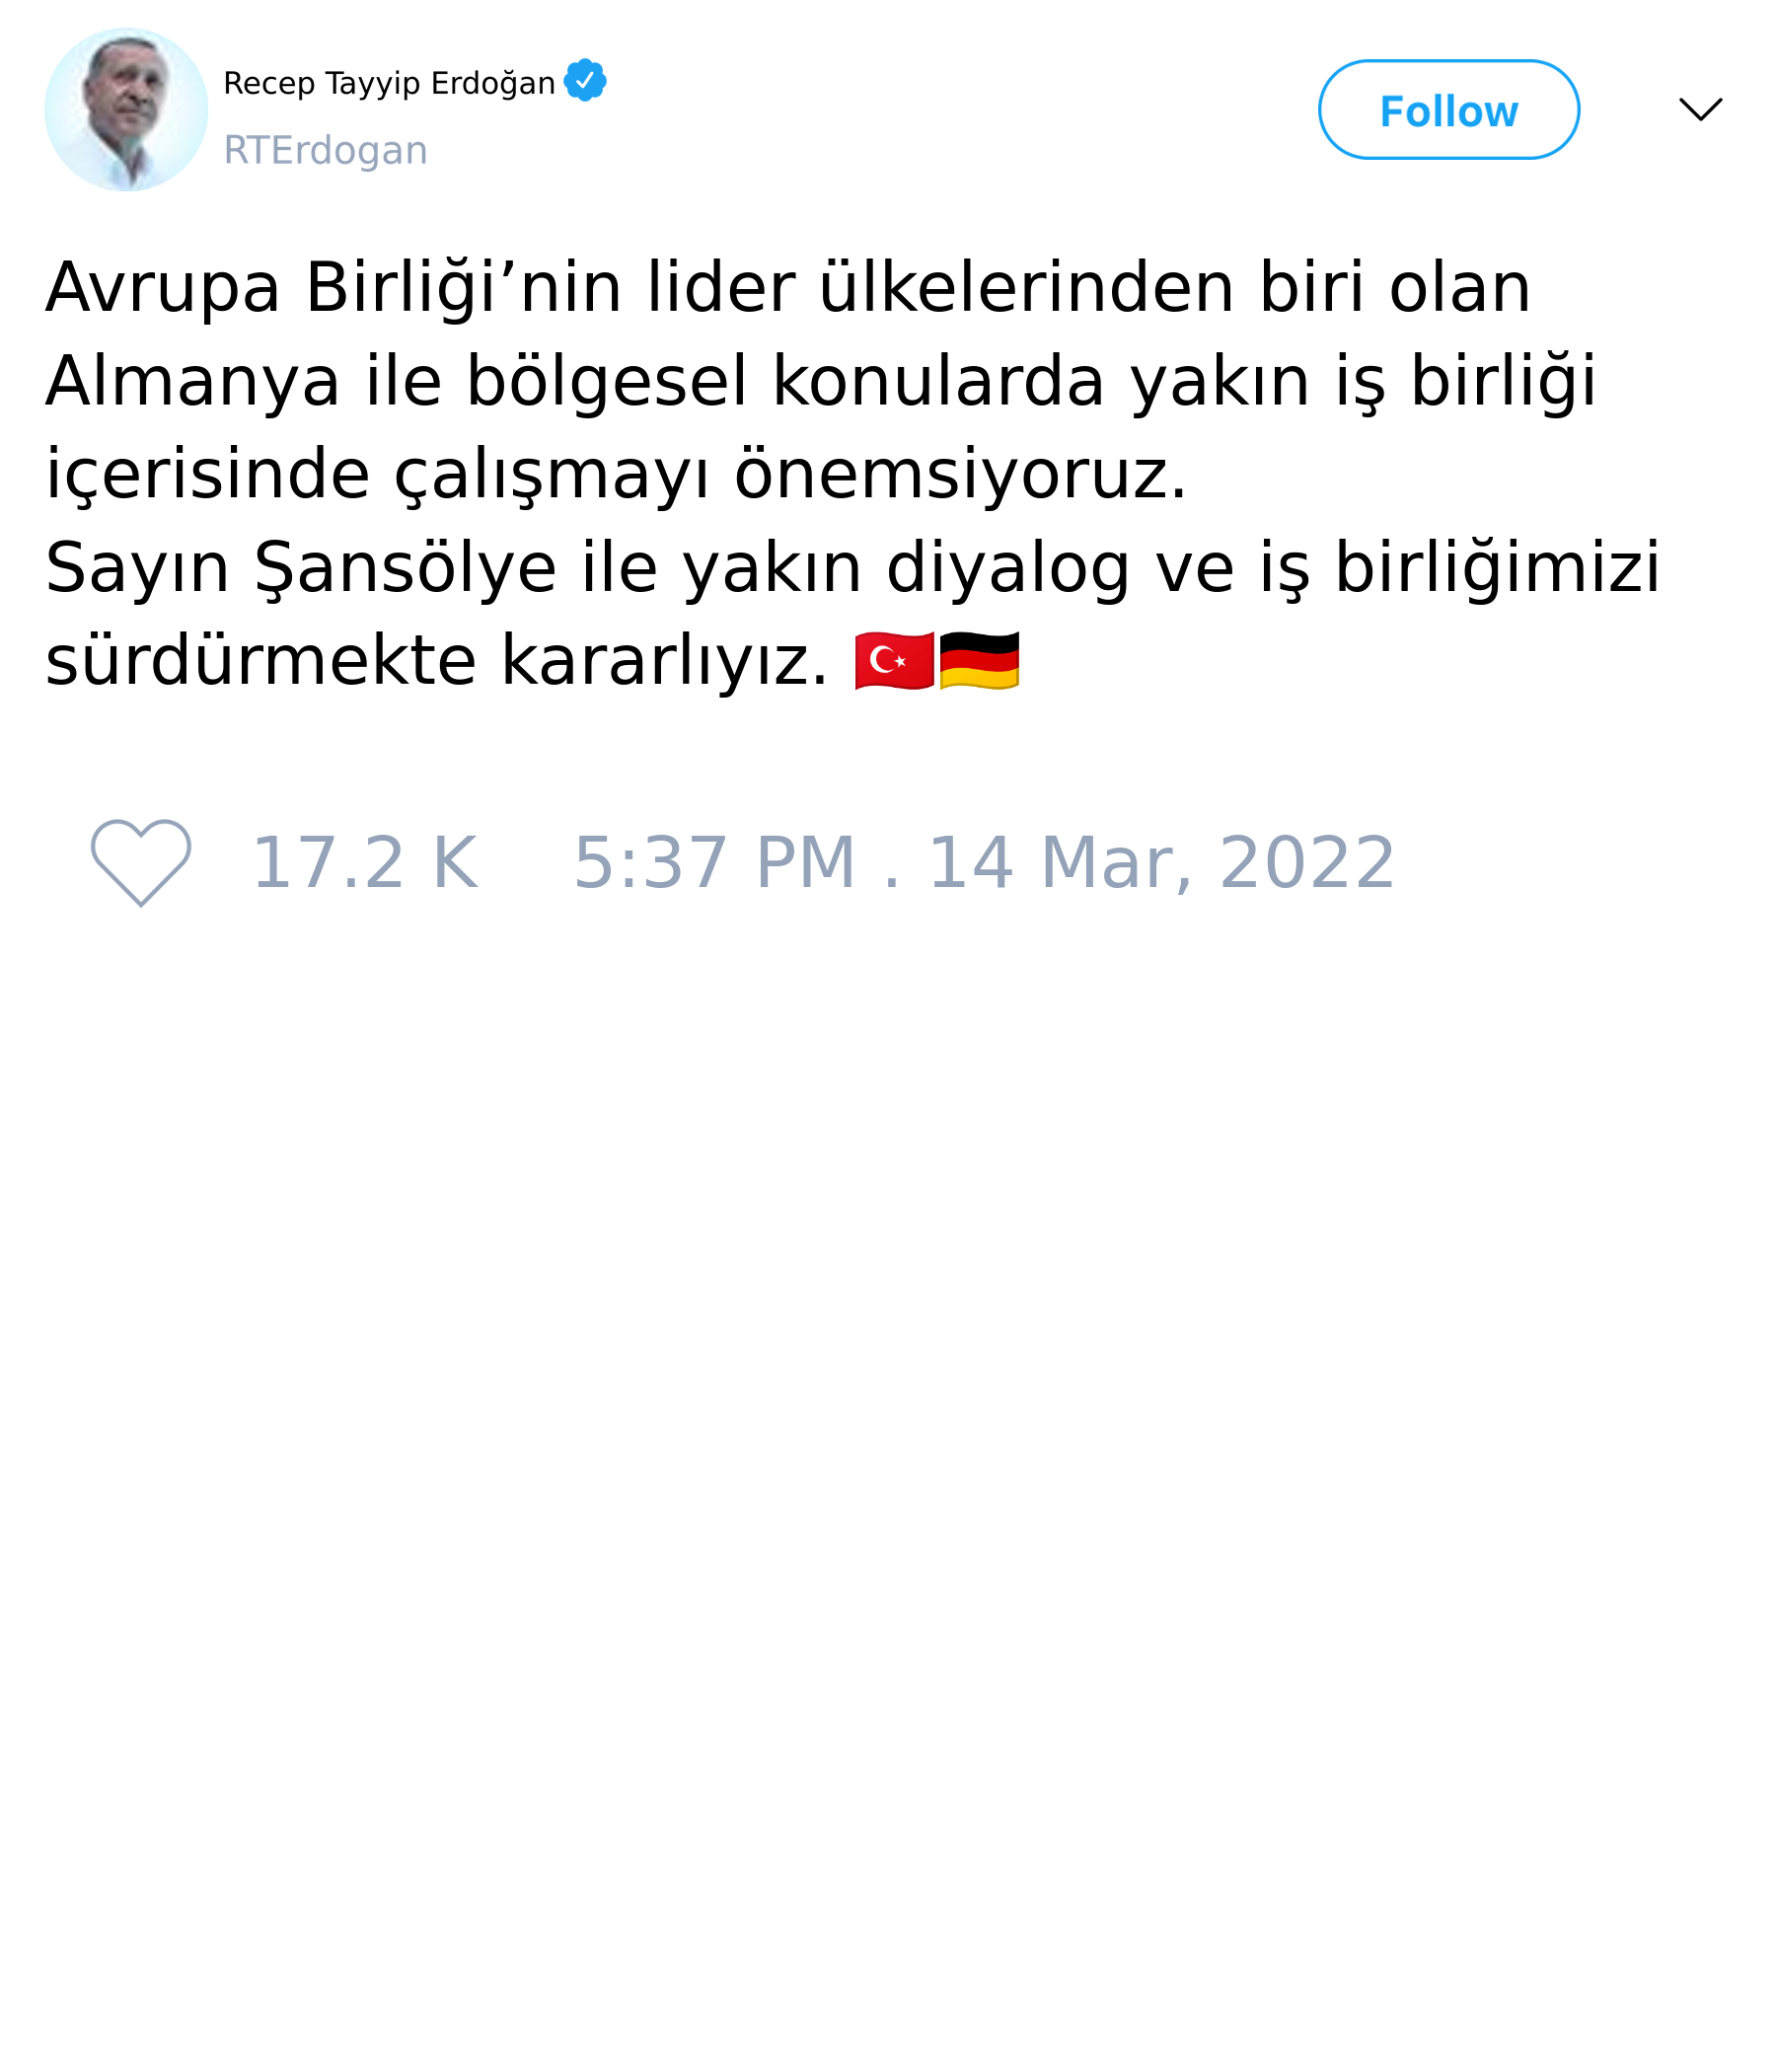 Recep Tayyip Erdoğan
RTErdogan
Follow
Avrupa Birliği’nin lider ülkelerinden biri olan
Almanya ile bölgesel konularda yakın iş birliği
içerisinde çalışmayı önemsiyoruz.
Sayın Şansölye ile yakın diyalog ve iş birliğimizi
sürdürmekte kararlıyız. 🇹🇷🇩🇪
17.2 K 5:37 PM . 14 Mar, 2022